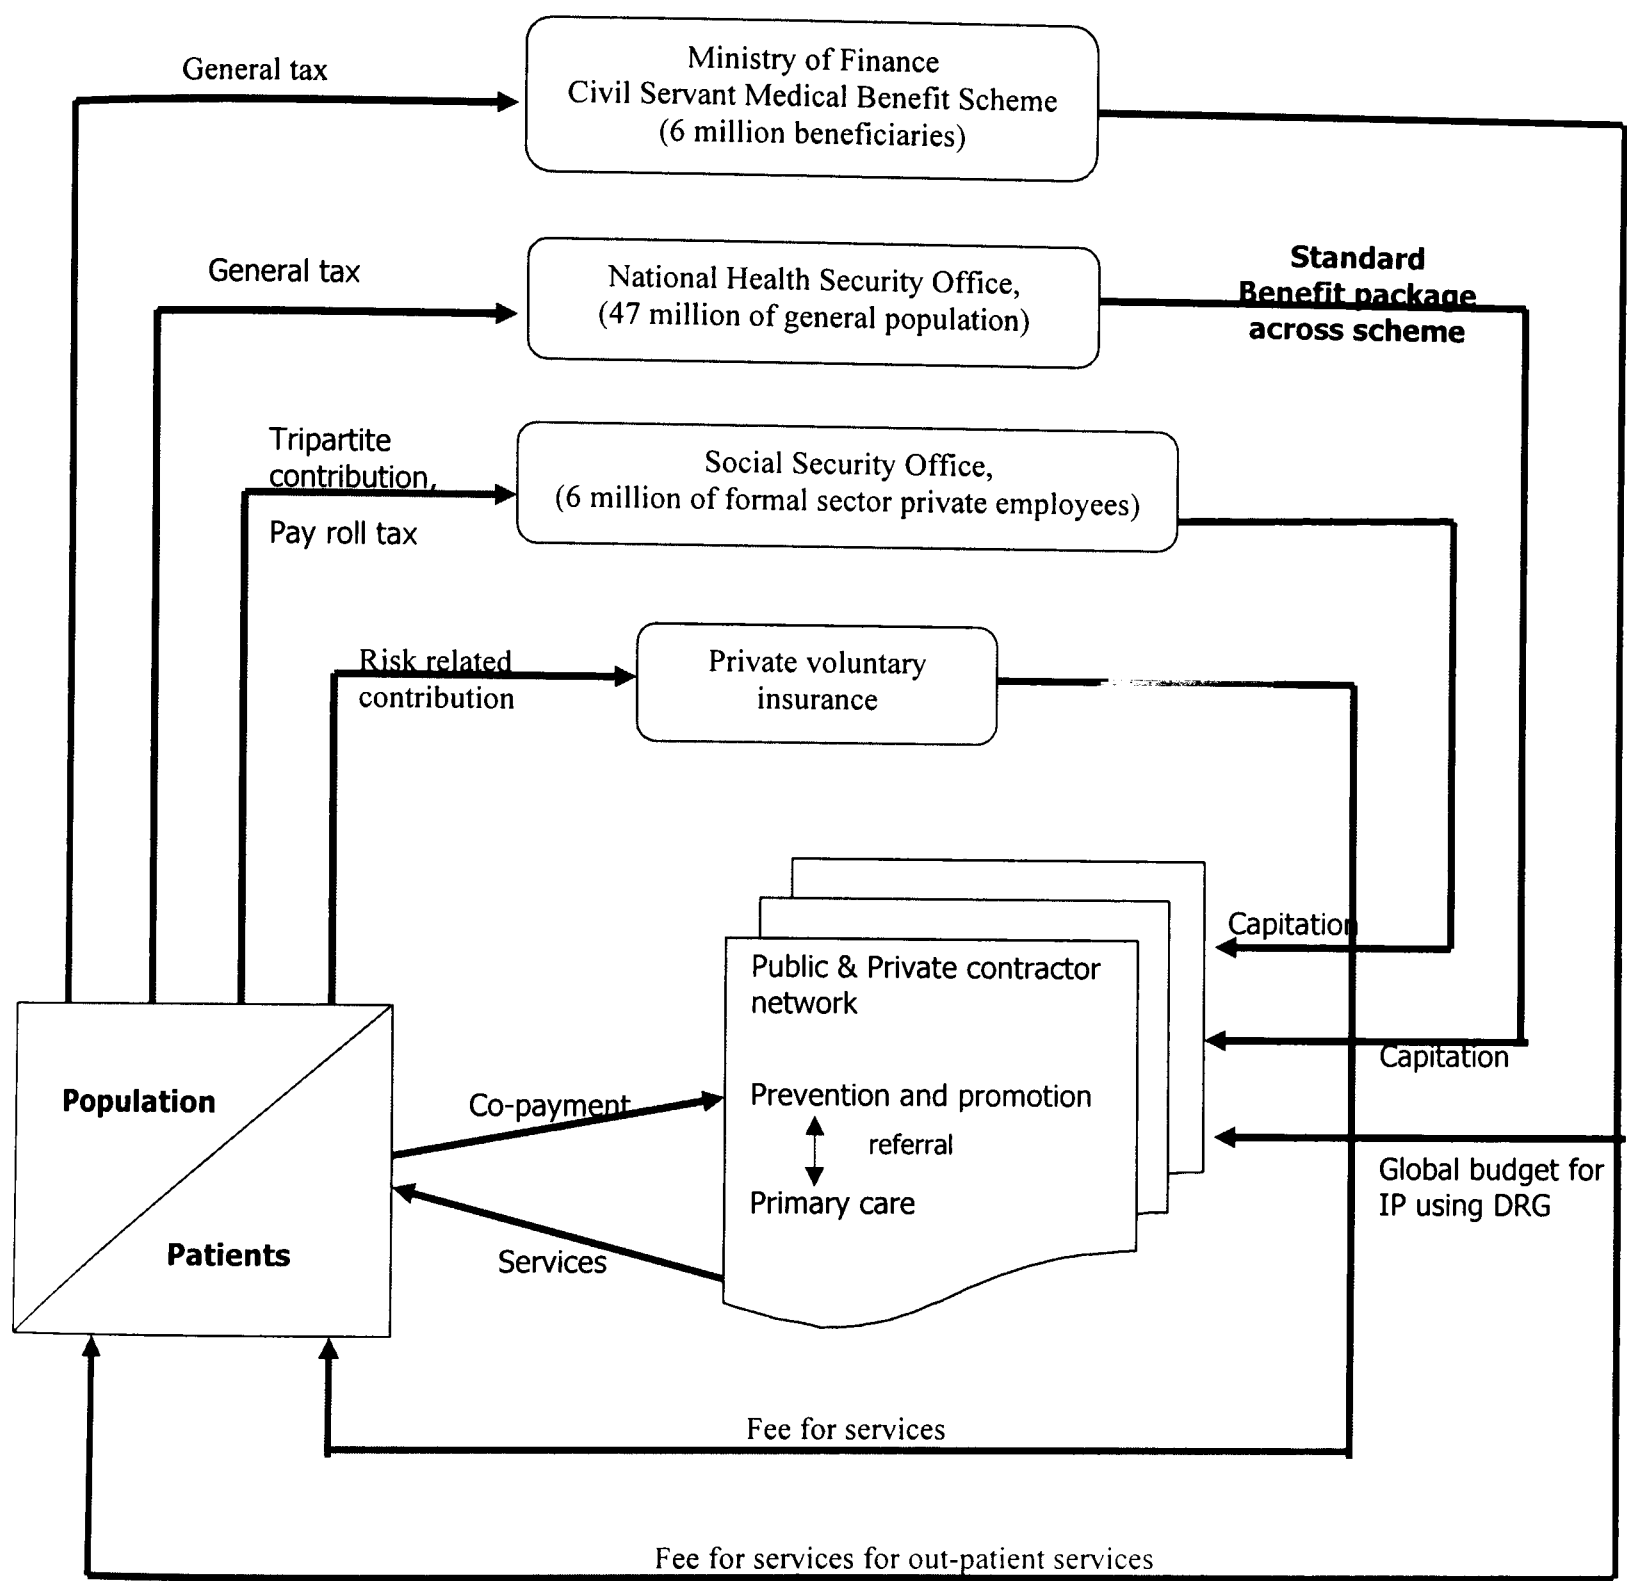 General tax
Ministry of Finance
Civil Servant Medical Benefit Scheme
(6 million beneficiaries)
General tax
National Health Security Office,
(47 million of general population)
Standard
Benefit package
across scheme
Tripartite
contribution,
Pay roll tax
Social Security Office,
(6 million of formal sector private employees)
Risk related
contribution
Private voluntary
insurance
Capitation
Public & Private contractor
network
Capitation
Population
Co-payment
Prevention and promotion
referral
Primary care
Global budget for
IP using DRG
Patients
Services
Fee for services
Fee for services for out-patient services